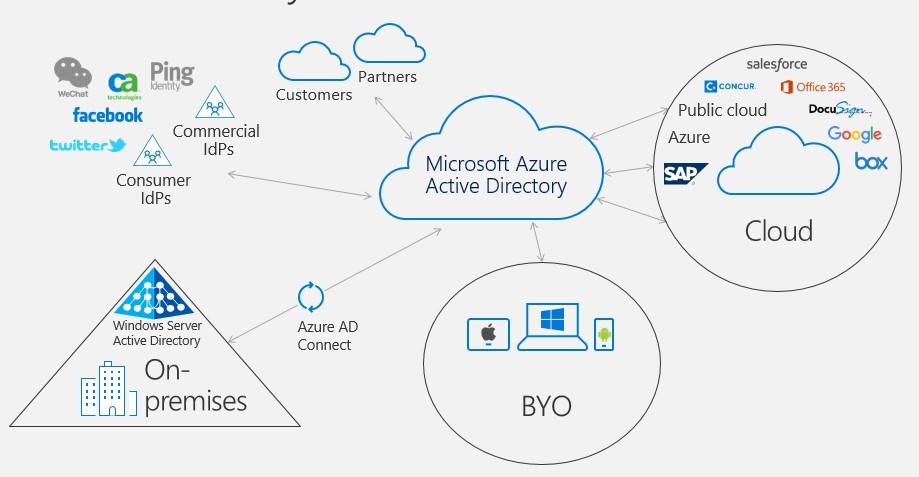 WeChat
ca
technologies
Ping
Identity
facebook
twitter
Commercial
IdPs
Consumer
IdPs
Customers
Partners
Microsoft Azure
Active Directory
salesforce
CONCUR
Office 365
Public cloud
DocuSign
Azure
Google
SAP
box
Cloud
Windows Server
Active Directory
On-
premises
Azure AD
Connect
BYO